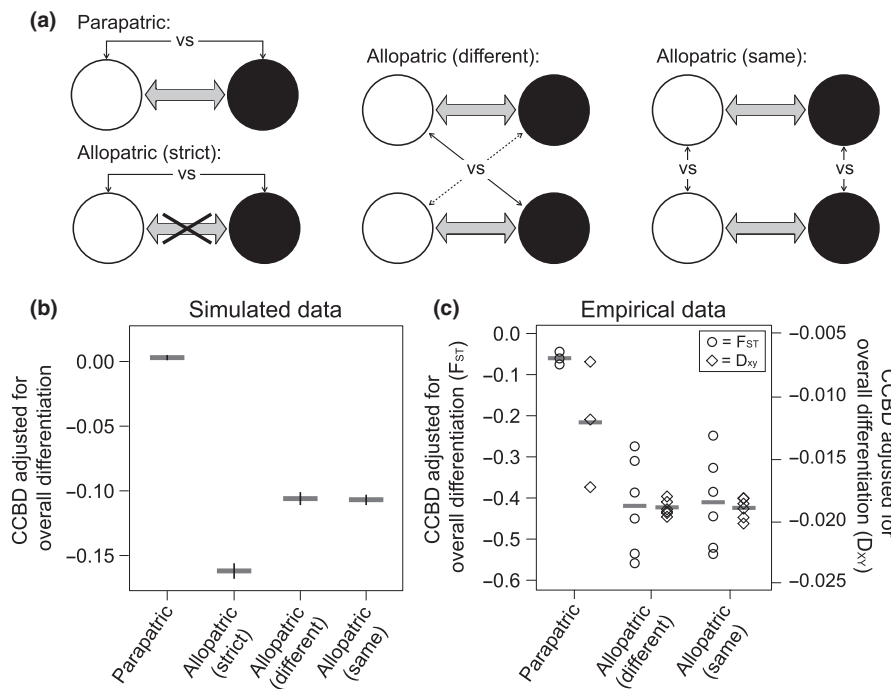 (a)
Parapatric:
vs
Allopatric (strict):
vs
Allopatric (different):
vs
Allopatric (same):
vs
vs
(b)
Simulated data
CCBD adjusted for
overall differentiation
0.00
−0.05
−0.10
−0.15
Parapatric
Allopatric
(strict)
Allopatric
(different)
Allopatric
(same)
(c)
Empirical data
CCBD adjusted for
overall differentiation (FST)
0.0
−0.1
−0.2
−0.3
−0.4
−0.5
−0.6
= FST
= Dxy
−0.005
−0.010
−0.015
−0.020
−0.025
CCBD adjusted for
overall differentiation (DXY)
Parapatric
Allopatric
(different)
Allopatric
(same)